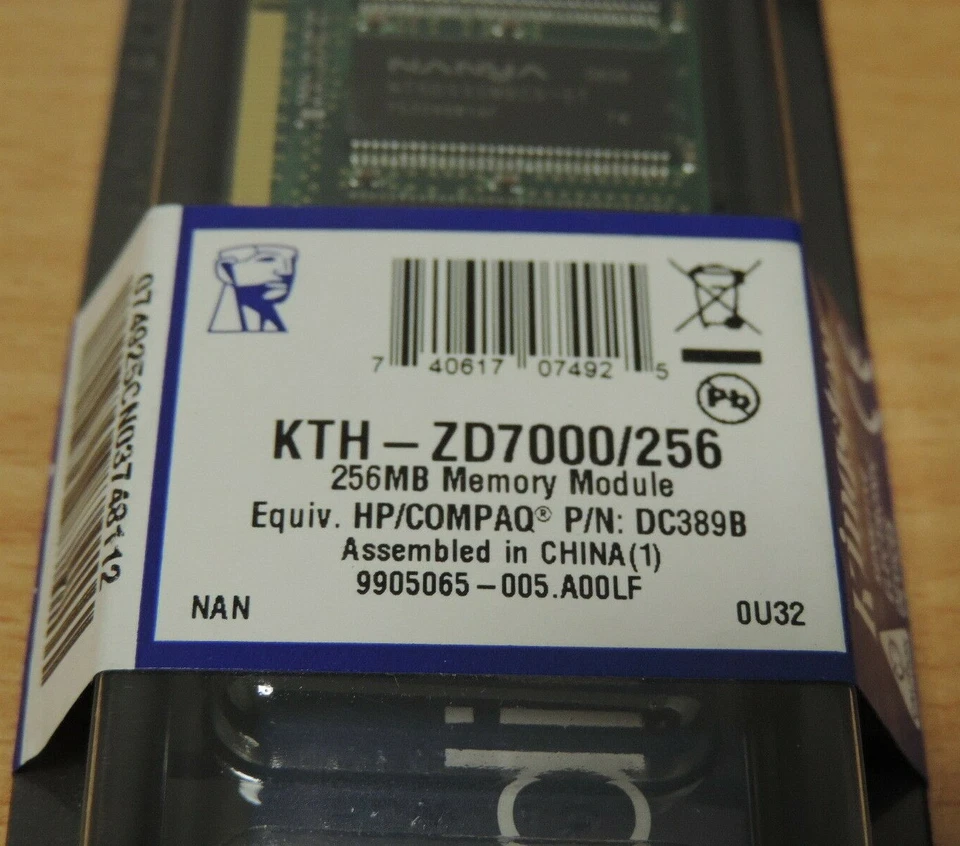 NANYA
7 40617 07492 5
Pb
KTH-ZD7000/256
256MB Memory Module
Equiv. HP/COMPAQ® P/N: DC389B
Assembled in CHINA(1)
9905065-005.A00LF
NAN
0U32